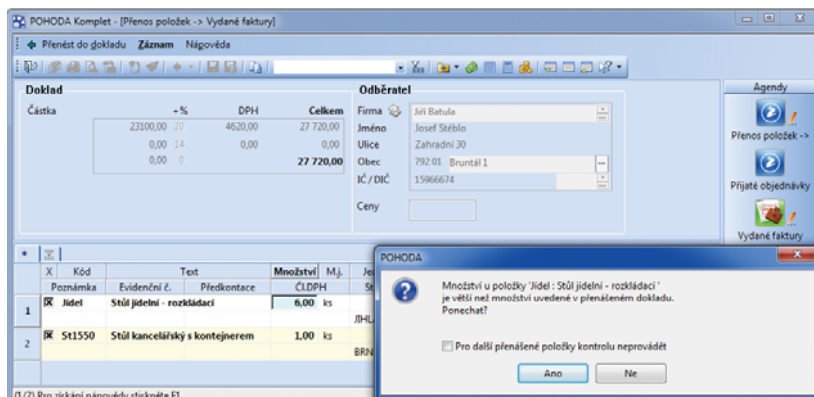 POHODA Komplet - [Přenos položek -> Vydané faktury]
Přenést do dokladu Záznam Nápověda
Doklad
Částka +% DPH Celkem
23100,00 20 4620,00 27 720,00
0,00 14 0,00 0,00
0,00 0 27 720,00
Odběratel
Firma Jiří Batula
Jméno Josef Stéblo
Ulice Zahradní 30
Obec 792 01 Bruntál 1
IČ / DIČ 15966674
Ceny
Agendy
Přenos položek ->
Přijaté objednávky
Vydané faktury
X Kód Text Množství M.j.
Poznámka Evidenční č. Předkontace Čl.DPH
1 Jídel Stůl jídelní - rozkládací 6,00 ks
JIHL
2 St1550 Stůl kancelářský s kontejnerem 1,00 ks
BRN
POHODA
Množství u položky 'Jídel : Stůl jídelní - rozkládací '
je větší než množství uvedené v přenášeném dokladu.
Ponechat?
Pro další přenášené položky kontrolu neprovádět
Ano Ne
(1/2) Pro získání nápovědy stiskněte F1.